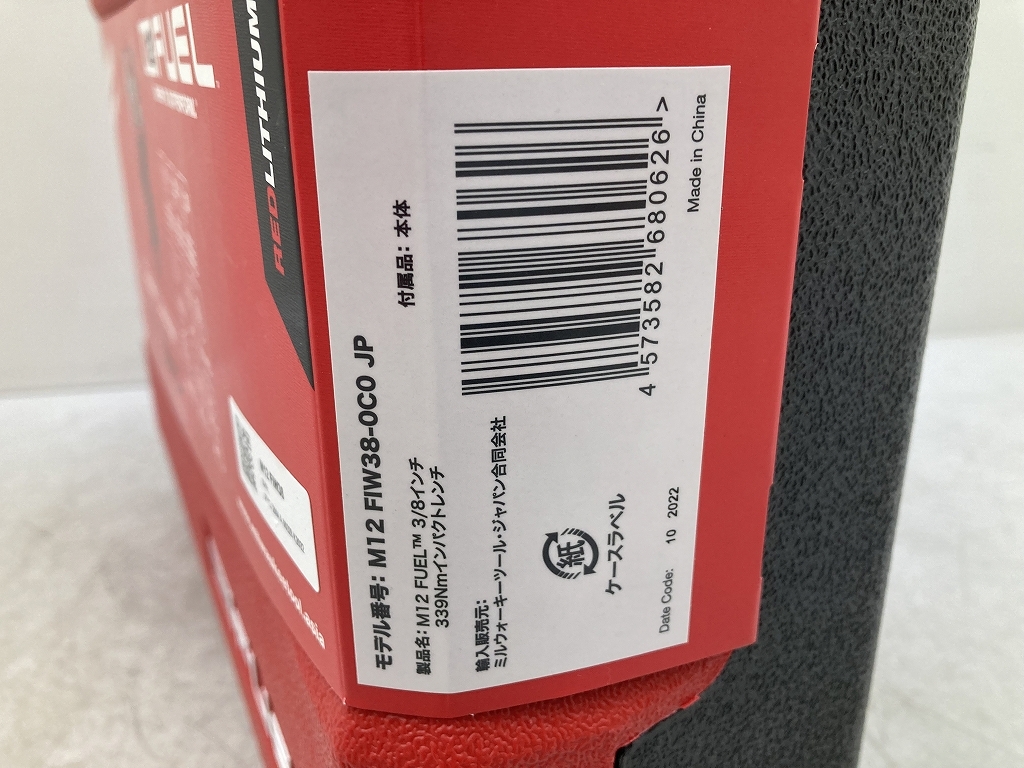 FUEL
REDLITHIUM
モデル番号: M12 FIW38-0C0 JP
製品名: M12 FUEL™ 3/8インチ
339Nmインパクトレンチ
付属品: 本体
輸入販売元:
ミルウォーキーツール・ジャパン合同会社
4 573582 680626 >
紙
ケースラベル
Date Code: 10 2022
Made in China